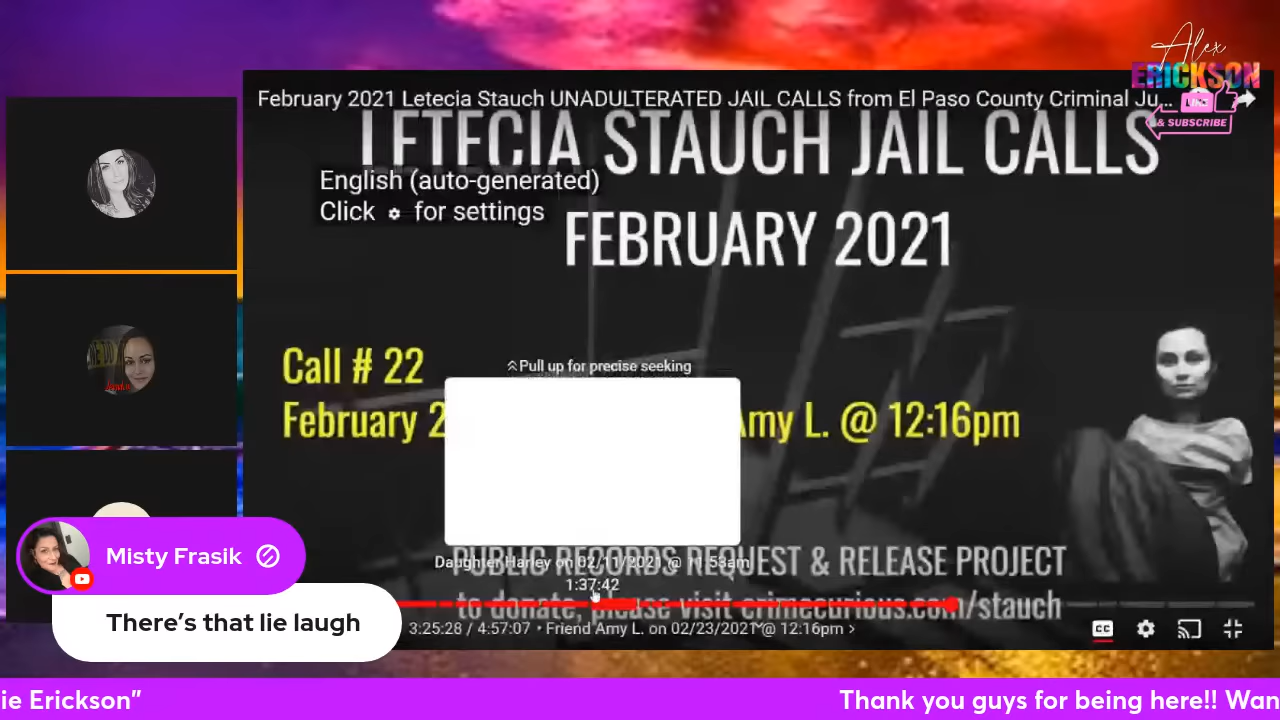 Alex
ERICKSON
LIKE
& SUBSCRIBE
February 2021 Letecia Stauch UNADULTERATED JAIL CALLS from El Paso County Criminal Ju...
LETECIA STAUCH JAIL CALLS
English (auto-generated)
Click for settings
FEBRUARY 2021
Call # 22
Pull up for precise seeking
February 2
Amy L. @ 12:16pm
PUBLIC RECORDS REQUEST & RELEASE PROJECT
Daughter Harley on 02/11/2021 @ 11:53am
1:37:42
to donate, please visit crimecurious.com/stauch
3:25:28 / 4:57:07 • Friend Amy L. on 02/23/2021 @ 12:16pm >
CC
Misty Frasik
There's that lie laugh
ie Erickson"
Thank you guys for being here!! Wan